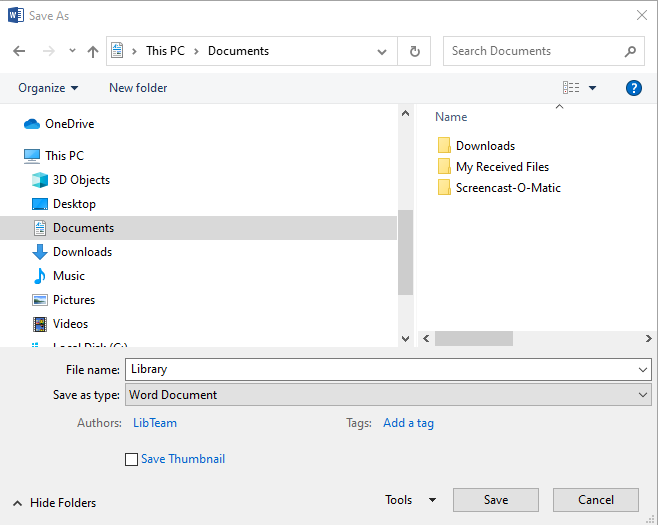 Save As
This PC > Documents
Search Documents
Organize
New folder
?
OneDrive
This PC
3D Objects
Desktop
Documents
Downloads
Music
Pictures
Videos
Local Disk (C:)
Name
Downloads
My Received Files
Screencast-O-Matic
File name: Library
Save as type: Word Document
Authors: LibTeam
Tags: Add a tag
Save Thumbnail
Hide Folders
Tools
Save
Cancel